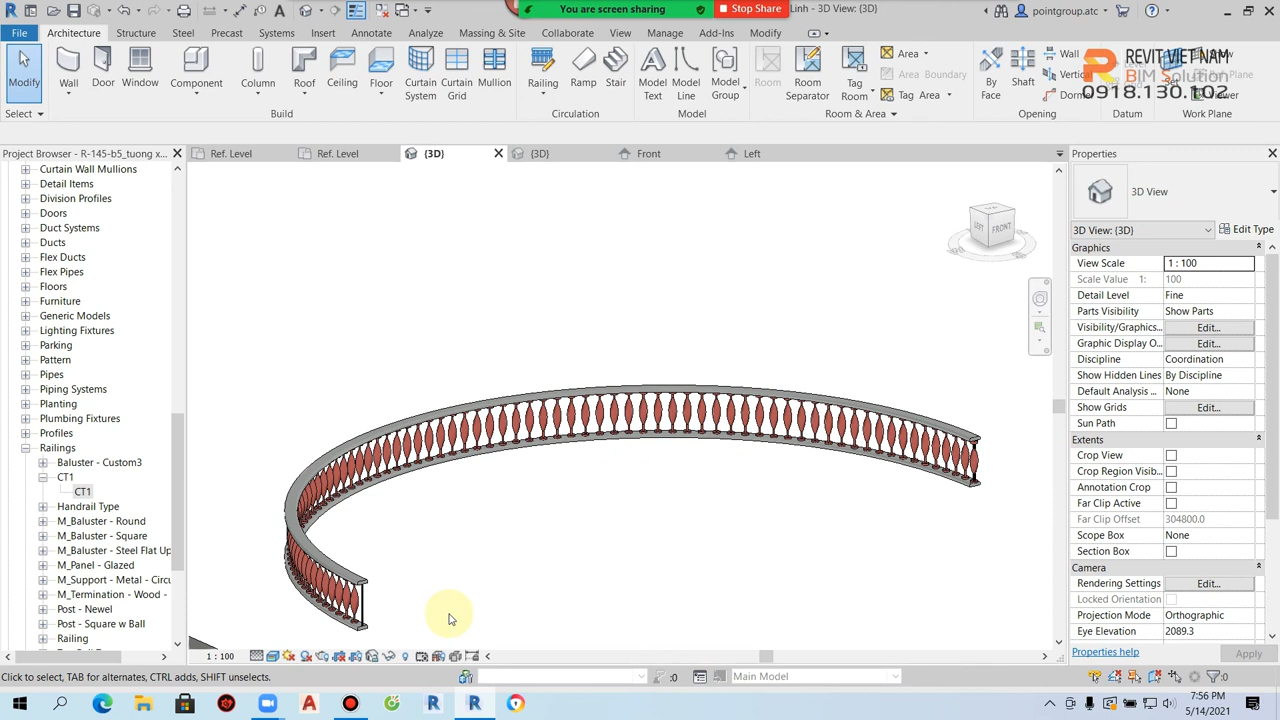 You are screen sharing
Stop Share
Linh - 3D View: {3D}
pointgroup.atc
File Architecture Structure Steel Precast Systems Insert Annotate Analyze Massing & Site Collaborate View Manage Add-Ins Modify
Modify Wall Door Window Component Column Roof Ceiling Floor Curtain System Curtain Grid Mullion Railing Ramp Stair Model Text Model Line Model Group Room Room Separator Tag Room Area Area Boundary Tag Area By Face Shaft Wall Vertical Dormer Viewer
REVIT VIET NAM
BIM Solution
0918.130.102
Select Build Circulation Model Room & Area Opening Datum Work Plane
Project Browser - R-145-b5_tuong x...
Ref. Level Ref. Level {3D} {3D} Front Left
Properties
Curtain Wall Mullions
Detail Items
Division Profiles
Doors
Duct Systems
Ducts
Flex Ducts
Flex Pipes
Floors
Furniture
Generic Models
Lighting Fixtures
Parking
Pattern
Pipes
Piping Systems
Planting
Plumbing Fixtures
Profiles
Railings
Baluster - Custom3
CT1
CT1
Handrail Type
M_Baluster - Round
M_Baluster - Square
M_Baluster - Steel Flat Up
M_Panel - Glazed
M_Support - Metal - Circu
M_Termination - Wood -
Post - Newel
Post - Square w Ball
Railing
LEFT FRONT
3D View
3D View: {3D} Edit Type
Graphics
View Scale 1 : 100
Scale Value 1: 100
Detail Level Fine
Parts Visibility Show Parts
Visibility/Graphics... Edit...
Graphic Display O... Edit...
Discipline Coordination
Show Hidden Lines By Discipline
Default Analysis ... None
Show Grids Edit...
Sun Path
Extents
Crop View
Crop Region Visib...
Annotation Crop
Far Clip Active
Far Clip Offset 304800.0
Scope Box None
Section Box
Camera
Rendering Settings Edit...
Locked Orientation
Projection Mode Orthographic
Eye Elevation 2089.3
Properties help Apply
1 : 100
Click to select, TAB for alternates, CTRL adds, SHIFT unselects.
:0
Main Model
:0
7:56 PM
5/14/2021